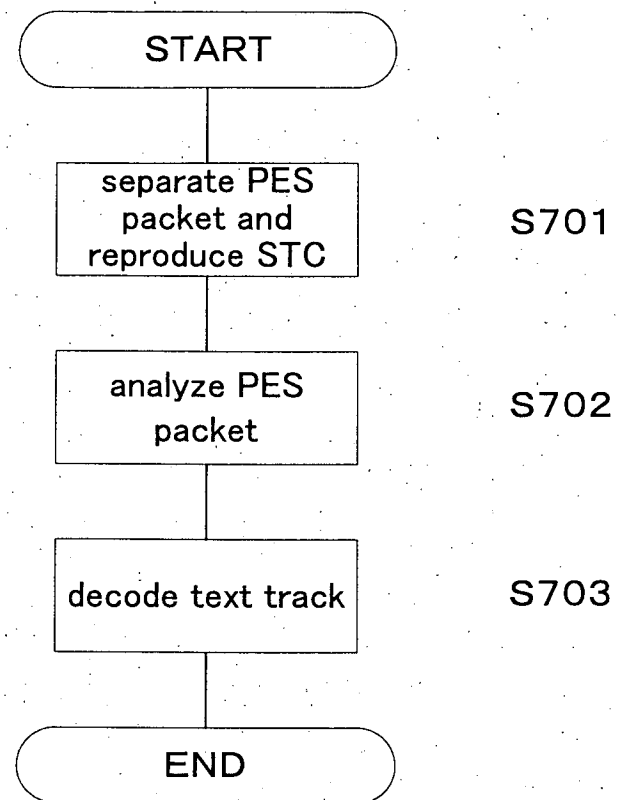 START
separate PES
packet and
reproduce STC
S701
analyze PES
packet
S702
decode text track
S703
END